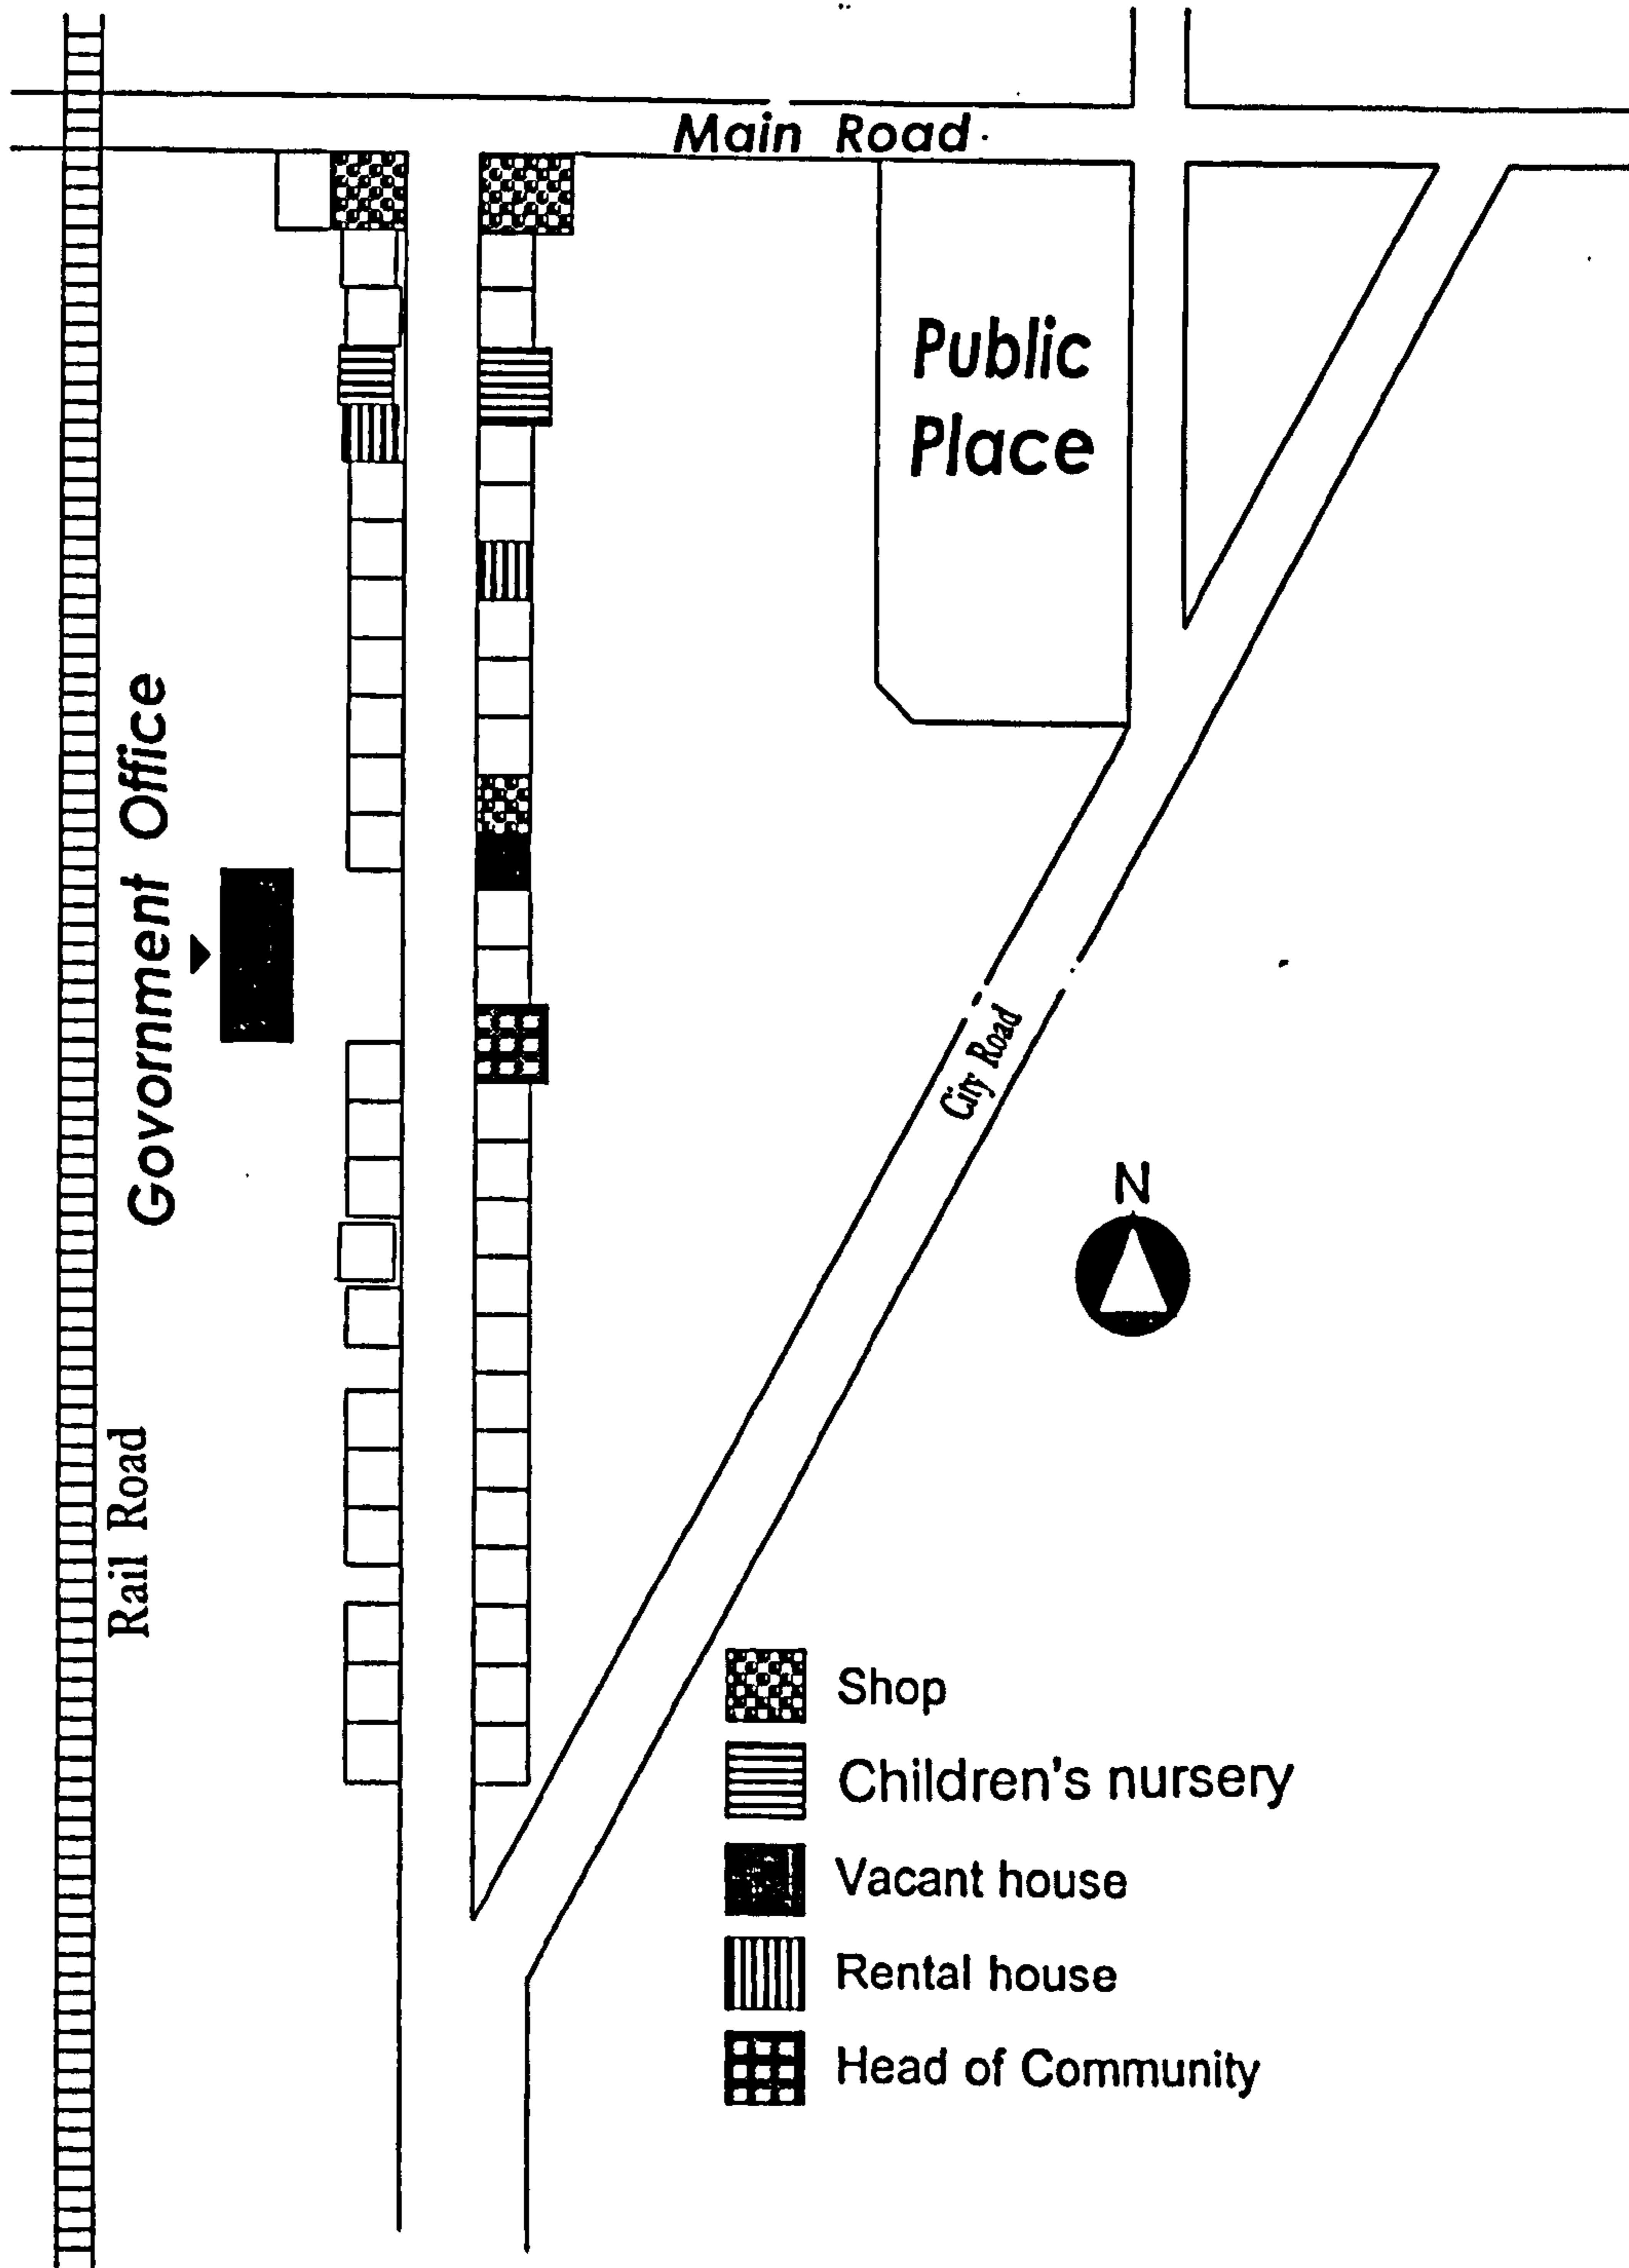 Main Road
Public
Place
Govornment Office
City Road
N
Rail Road
Shop
Children's nursery
Vacant house
Rental house
Head of Community